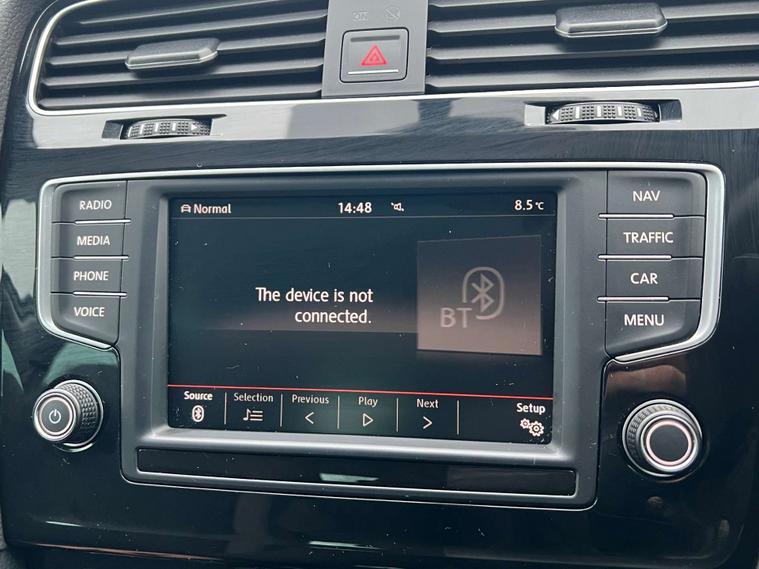 OK
RADIO
MEDIA
PHONE
VOICE
Normal
14:48
8.5°C
The device is not
connected.
BT
Source
Selection
Previous
Play
Next
Setup
NAV
TRAFFIC
CAR
MENU